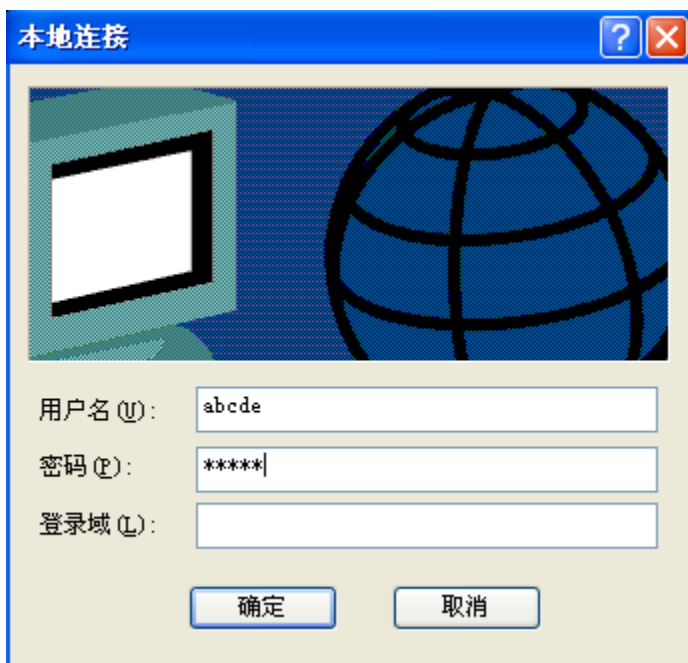 本地连接
用户名(U): abcde
密码(P): *****
登录域(L):
确定 取消